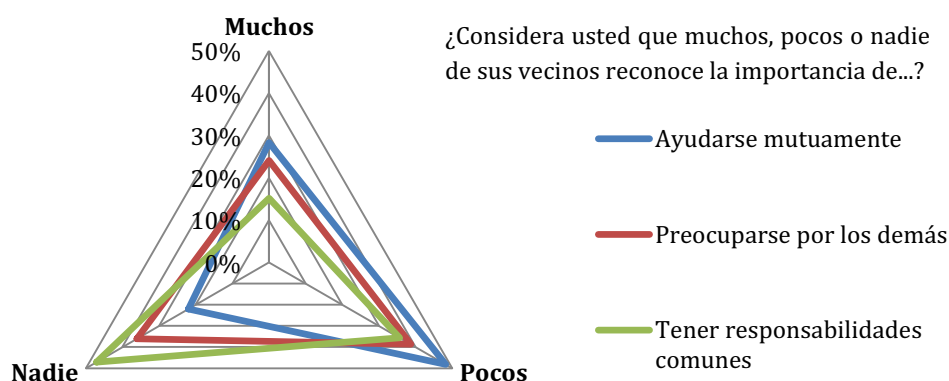 Muchos
50%
40%
30%
20%
10%
0%
Nadie
Pocos
¿Considera usted que muchos, pocos o nadie
de sus vecinos reconoce la importancia de...?
Ayudarse mutuamente
Preocuparse por los demás
Tener responsabilidades
comunes